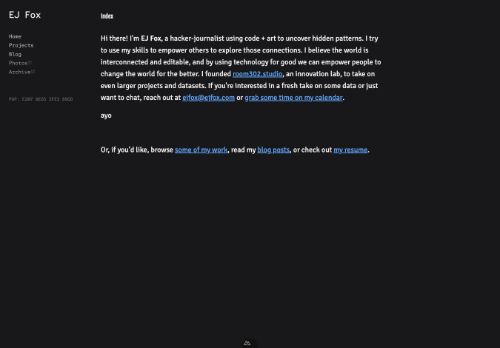 EJ Fox
Home
Projects
Blog
Photos
Archive
Index
Hi there! I'm EJ Fox, a hacker-journalist using code + art to uncover hidden patterns. I try
to use my skills to empower others to explore those connections. I believe the world is
interconnected and editable, and by using technology for good we can empower people to
change the world for the better. I founded room302.studio, an innovation lab, to take on
even larger projects and datasets. If you're interested in a fresh take on some data or just
want to chat, reach out at ejfox@ejfox.com or grab some time on my calendar.
ayo
Or, if you'd like, browse some of my work, read my blog posts, or check out my resume.